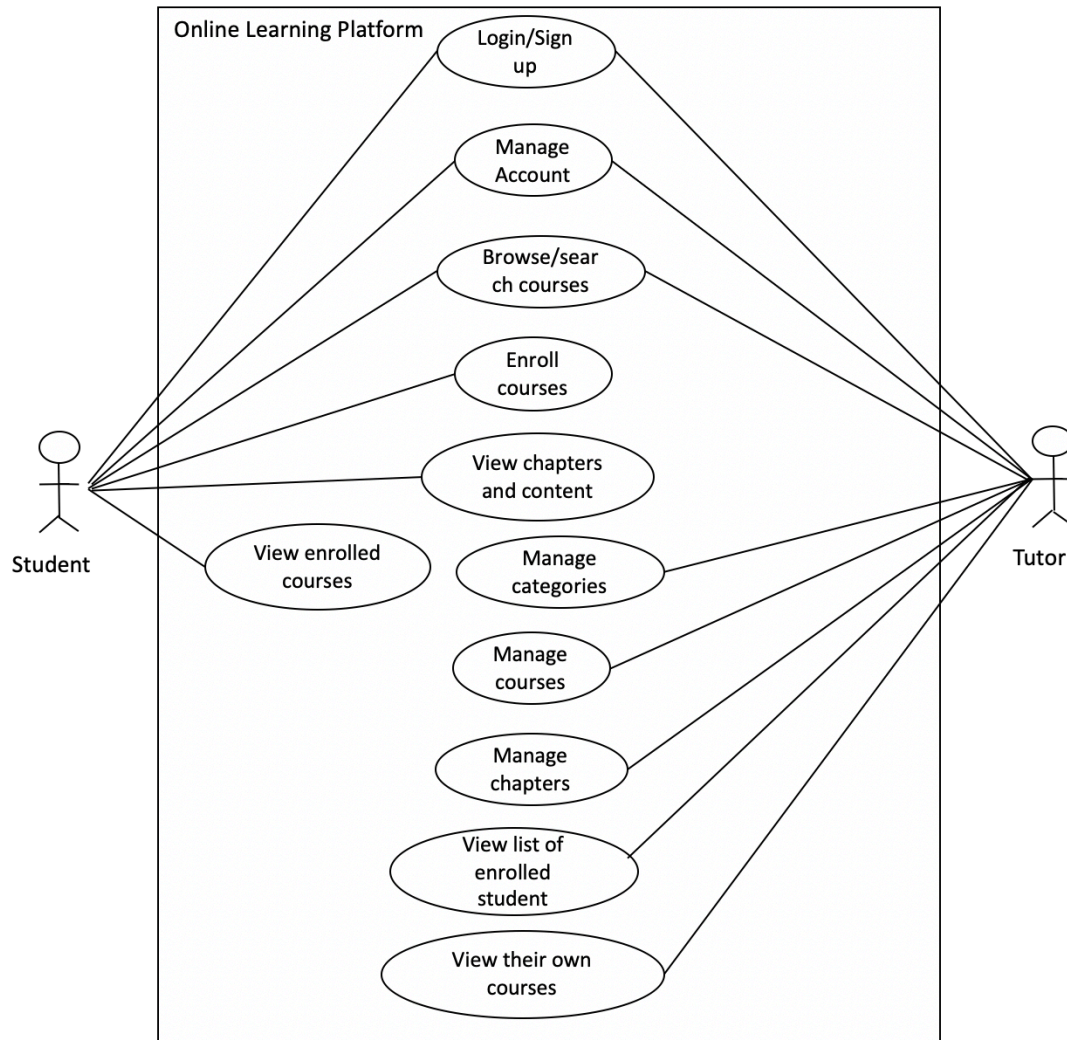 Online Learning Platform
Login/Sign
up
Manage
Account
Browse/sear
ch courses
Enroll
courses
View chapters
and content
Student
View enrolled
courses
Manage
categories
Tutor
Manage
courses
Manage
chapters
View list of
enrolled
student
View their own
courses